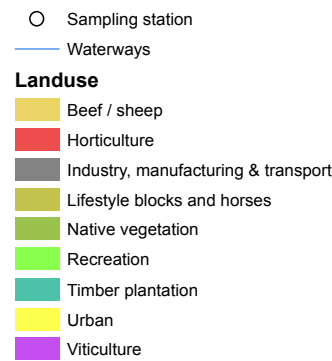 Sampling station
Waterways
Landuse
Beef / sheep
Horticulture
Industry, manufacturing & transport
Lifestyle blocks and horses
Native vegetation
Recreation
Timber plantation
Urban
Viticulture